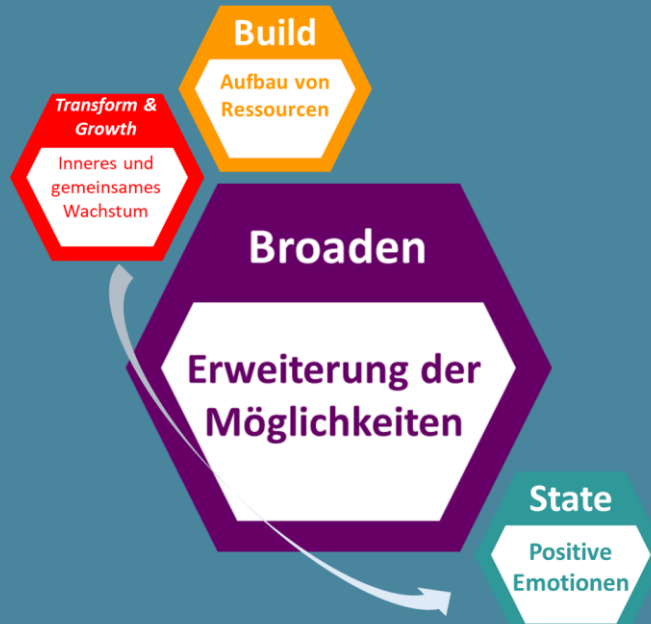 Build
Aufbau von
Ressourcen
Transform &
Growth
Inneres und
gemeinsames
Wachstum
Broaden
Erweiterung der
Möglichkeiten
State
Positive
Emotionen